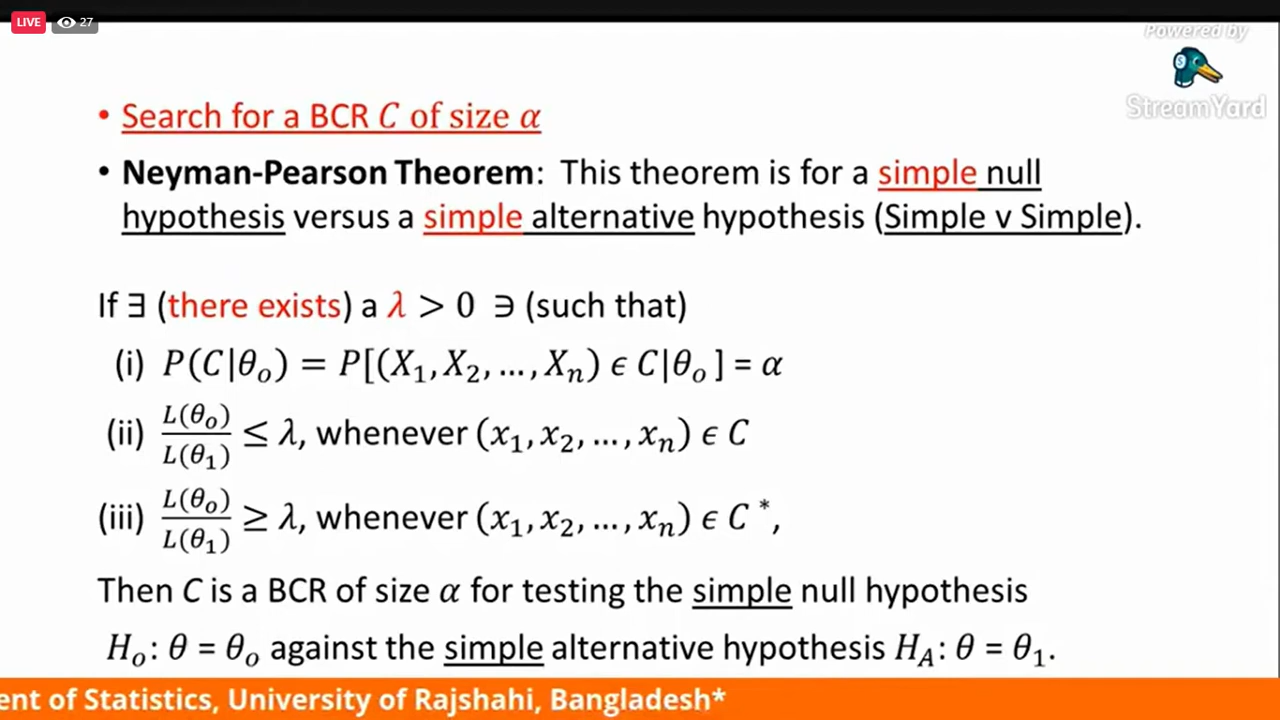 LIVE 27
Powered by
StreamYard
• Search for a BCR C of size α
• Neyman-Pearson Theorem: This theorem is for a simple null
hypothesis versus a simple alternative hypothesis (Simple v Simple).
If ∃ (there exists) a λ > 0 ∋ (such that)
(i) P(C|θₒ) = P[(X₁, X₂, …, Xₙ) ϵ C|θₒ] = α
(ii) L(θₒ)/L(θ₁) ≤ λ, whenever (x₁, x₂, …, xₙ) ϵ C
(iii) L(θₒ)/L(θ₁) ≥ λ, whenever (x₁, x₂, …, xₙ) ϵ C *,
Then C is a BCR of size α for testing the simple null hypothesis
Hₒ: θ = θₒ against the simple alternative hypothesis H_A: θ = θ₁.
ent of Statistics, University of Rajshahi, Bangladesh*